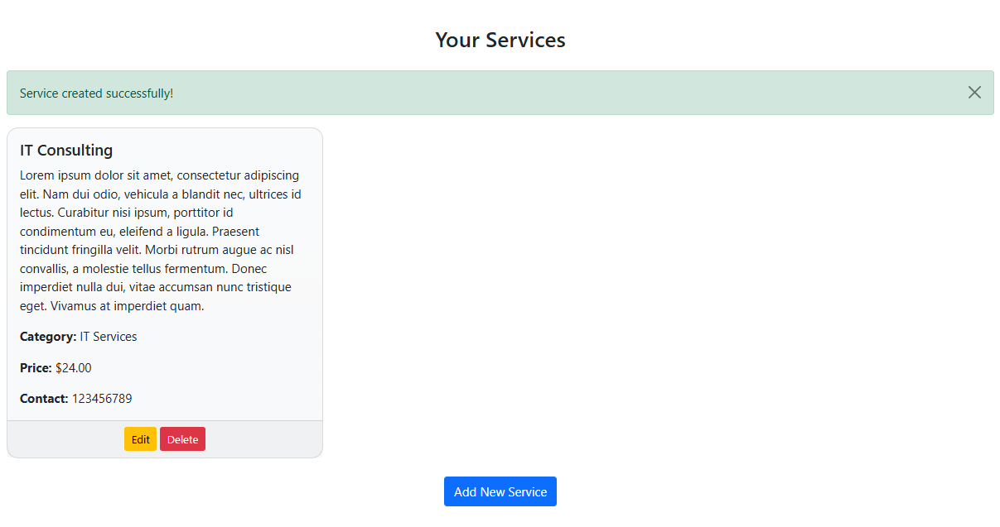 Your Services
Service created successfully!
IT Consulting
Lorem ipsum dolor sit amet, consectetur adipiscing
elit. Nam dui odio, vehicula a blandit nec, ultrices id
lectus. Curabitur nisi ipsum, porttitor id
condimentum eu, eleifend a ligula. Praesent
tincidunt fringilla velit. Morbi rutrum augue ac nisl
convallis, a molestie tellus fermentum. Donec
imperdiet nulla dui, vitae accumsan nunc tristique
eget. Vivamus at imperdiet quam.
Category: IT Services
Price: $24.00
Contact: 123456789
Edit Delete
Add New Service